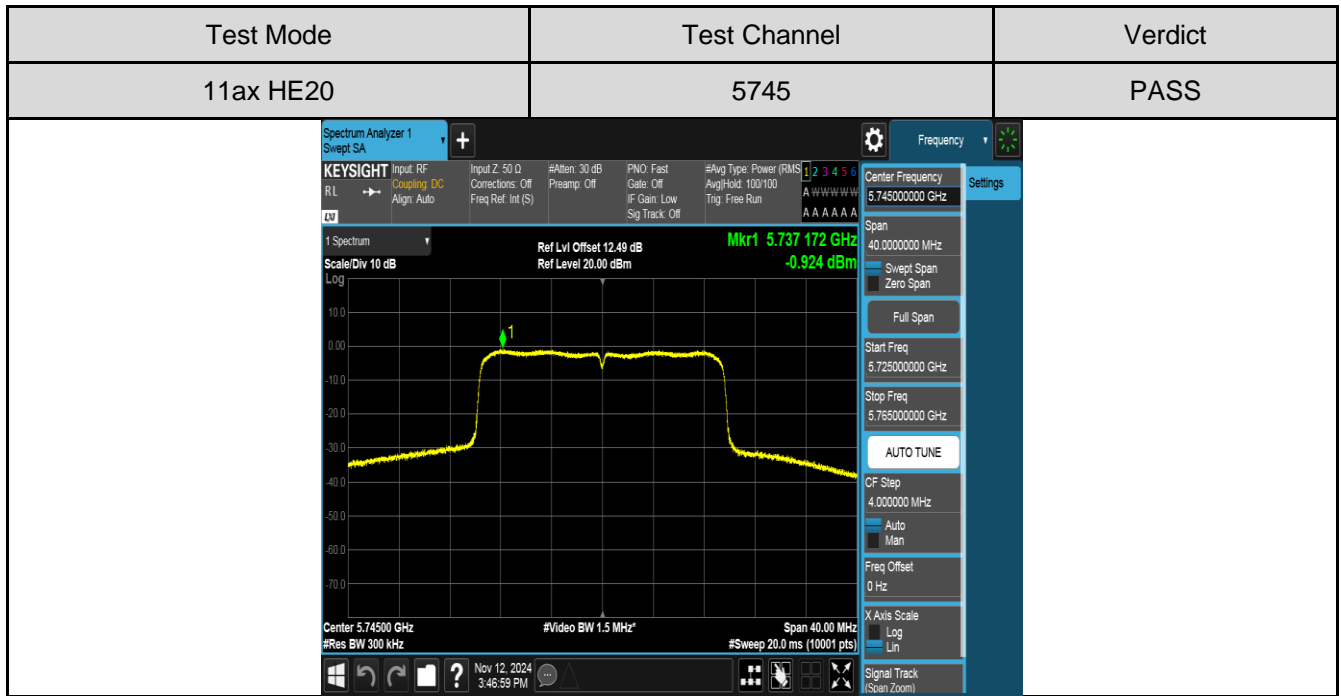 Test Mode Test Channel Verdict
11ax HE20 5745 PASS
Spectrum Analyzer 1
Swept SA
+
Frequency
KEYSIGHT
R L
LXI
Input: RF
Coupling: DC
Align: Auto
Input Z: 50 Ω
Corrections: Off
Freq Ref: Int (S)
#Atten: 30 dB
Preamp: Off
PNO: Fast
Gate: Off
IF Gain: Low
Sig Track: Off
#Avg Type: Power (RMS
Avg|Hold: 100/100
Trig: Free Run
1 2 3 4 5 6
A W W W W W
A A A A A A
1 Spectrum
Scale/Div 10 dB
Log
Ref Lvl Offset 12.49 dB
Ref Level 20.00 dBm
Mkr1 5.737 172 GHz
-0.924 dBm
10.0
0.00
-10.0
-20.0
-30.0
-40.0
-50.0
-60.0
-70.0
1
Center 5.74500 GHz
#Res BW 300 kHz
#Video BW 1.5 MHz*
Span 40.00 MHz
#Sweep 20.0 ms (10001 pts)
Center Frequency
5.745000000 GHz
Settings
Span
40.0000000 MHz
Swept Span
Zero Span
Full Span
Start Freq
5.725000000 GHz
Stop Freq
5.765000000 GHz
AUTO TUNE
CF Step
4.000000 MHz
Auto
Man
Freq Offset
0 Hz
X Axis Scale
Log
Lin
Signal Track
(Span Zoom)
?
Nov 12, 2024
3:46:59 PM